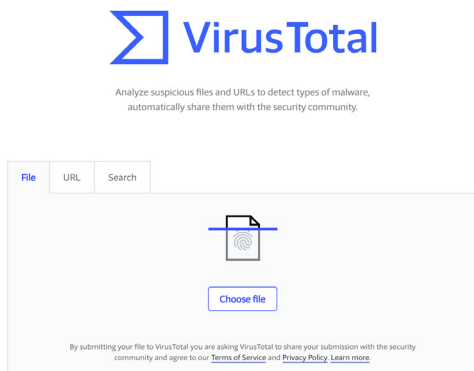 VirusTotal
Analyze suspicious files and URLs to detect types of malware,
automatically share them with the security community.
File URL Search
Choose file
By submitting your file to VirusTotal you are asking VirusTotal to share your submission with the security
community and agree to our Terms of Service and Privacy Policy. Learn more.